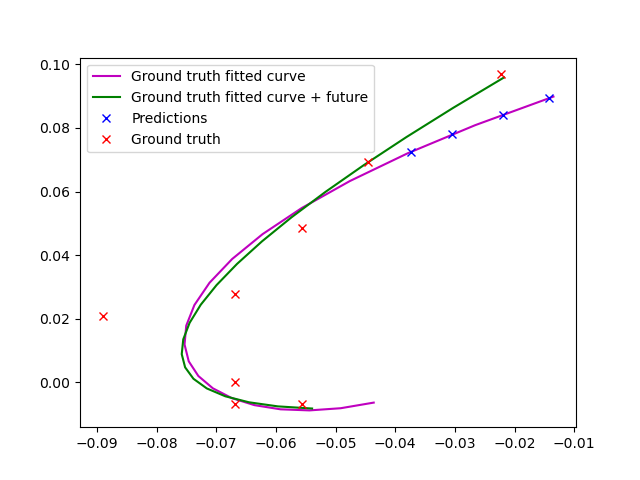 0.10
0.08
0.06
0.04
0.02
0.00
Ground truth fitted curve
Ground truth fitted curve + future
Predictions
Ground truth
−0.09 −0.08 −0.07 −0.06 −0.05 −0.04 −0.03 −0.02 −0.01